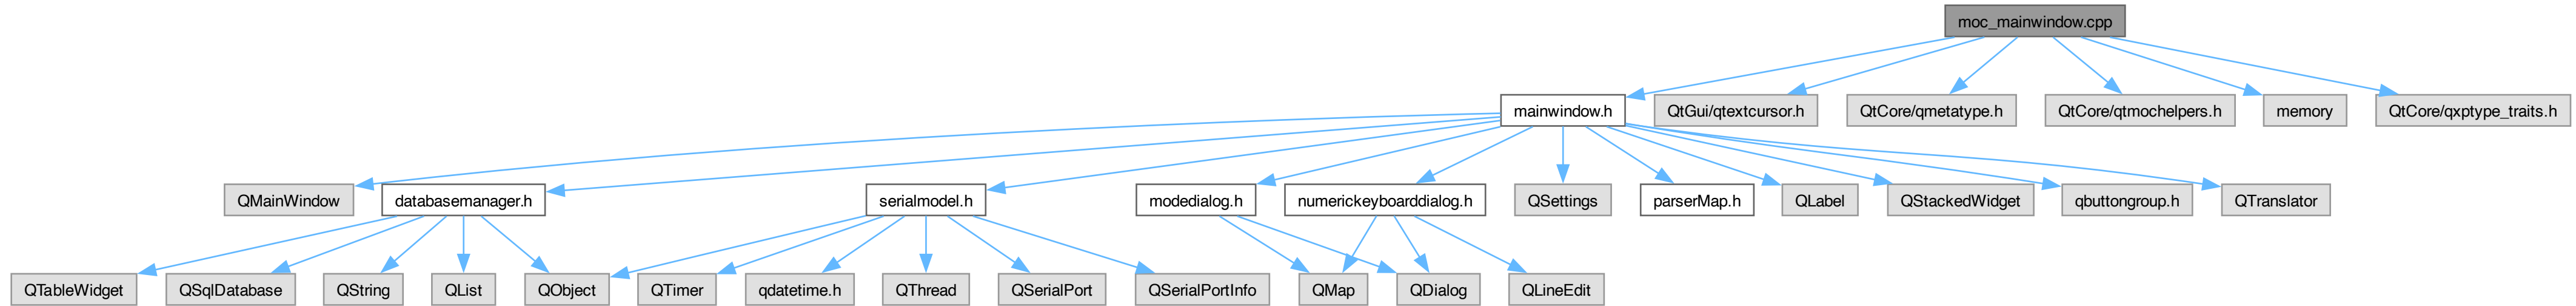 moc_mainwindow.cpp
mainwindow.h
QtGui/qtextcursor.h
QtCore/qmetatype.h
QtCore/qtmochelpers.h
memory
QtCore/qxptype_traits.h
QMainWindow
databasemanager.h
serialmodel.h
modedialog.h
numerickeyboarddialog.h
QSettings
parserMap.h
QLabel
QStackedWidget
qbuttongroup.h
QTranslator
QTableWidget
QSqlDatabase
QString
QList
QObject
QTimer
qdatetime.h
QThread
QSerialPort
QSerialPortInfo
QMap
QDialog
QLineEdit